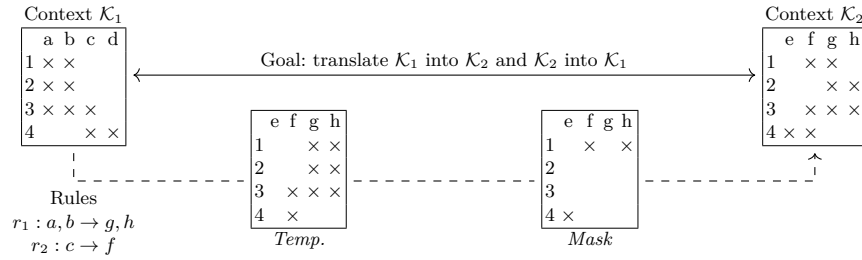 Context K₁
a b c d
1 × ×
2 × ×
3 × × ×
4 × ×
Goal: translate K₁ into K₂ and K₂ into K₁
Context K₂
e f g h
1 × ×
2 × ×
3 × × ×
4 × ×
e f g h
1 × ×
2 × ×
3 × × ×
4 ×
Temp.
e f g h
1 × ×
2
3
4 ×
Mask
Rules
r₁ : a, b → g, h
r₂ : c → f